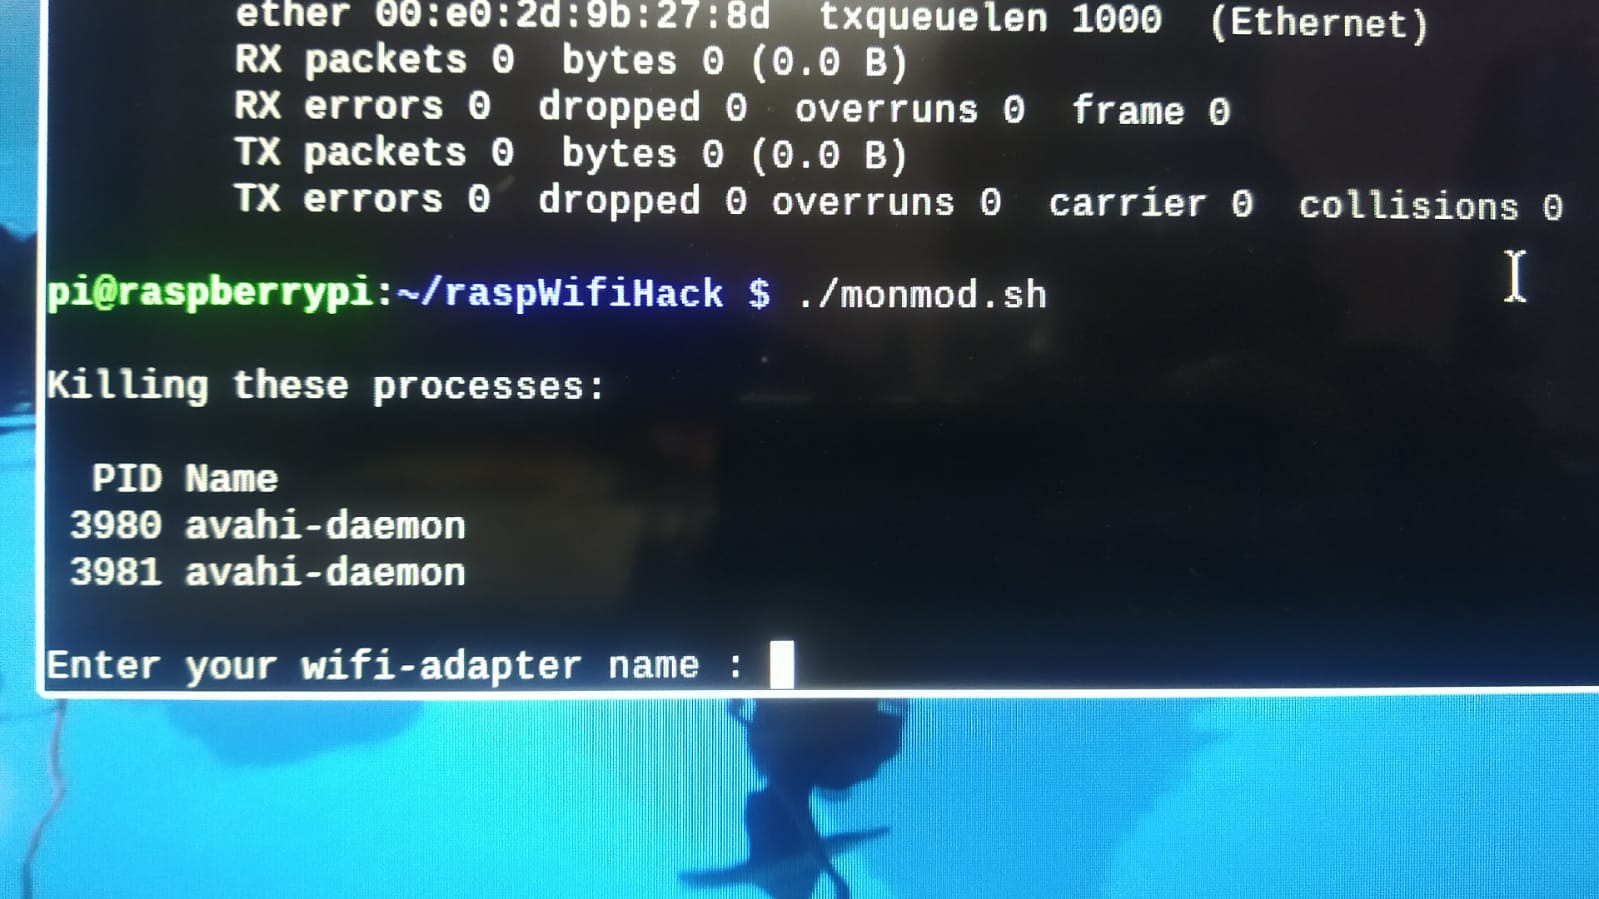 ether 00:e0:2d:9b:27:8d txqueuelen 1000 (Ethernet)
RX packets 0 bytes 0 (0.0 B)
RX errors 0 dropped 0 overruns 0 frame 0
TX packets 0 bytes 0 (0.0 B)
TX errors 0 dropped 0 overruns 0 carrier 0 collisions 0
pi@raspberrypi:~/raspWifiHack $ ./monmod.sh
Killing these processes:
PID Name
3980 avahi-daemon
3981 avahi-daemon
Enter your wifi-adapter name :